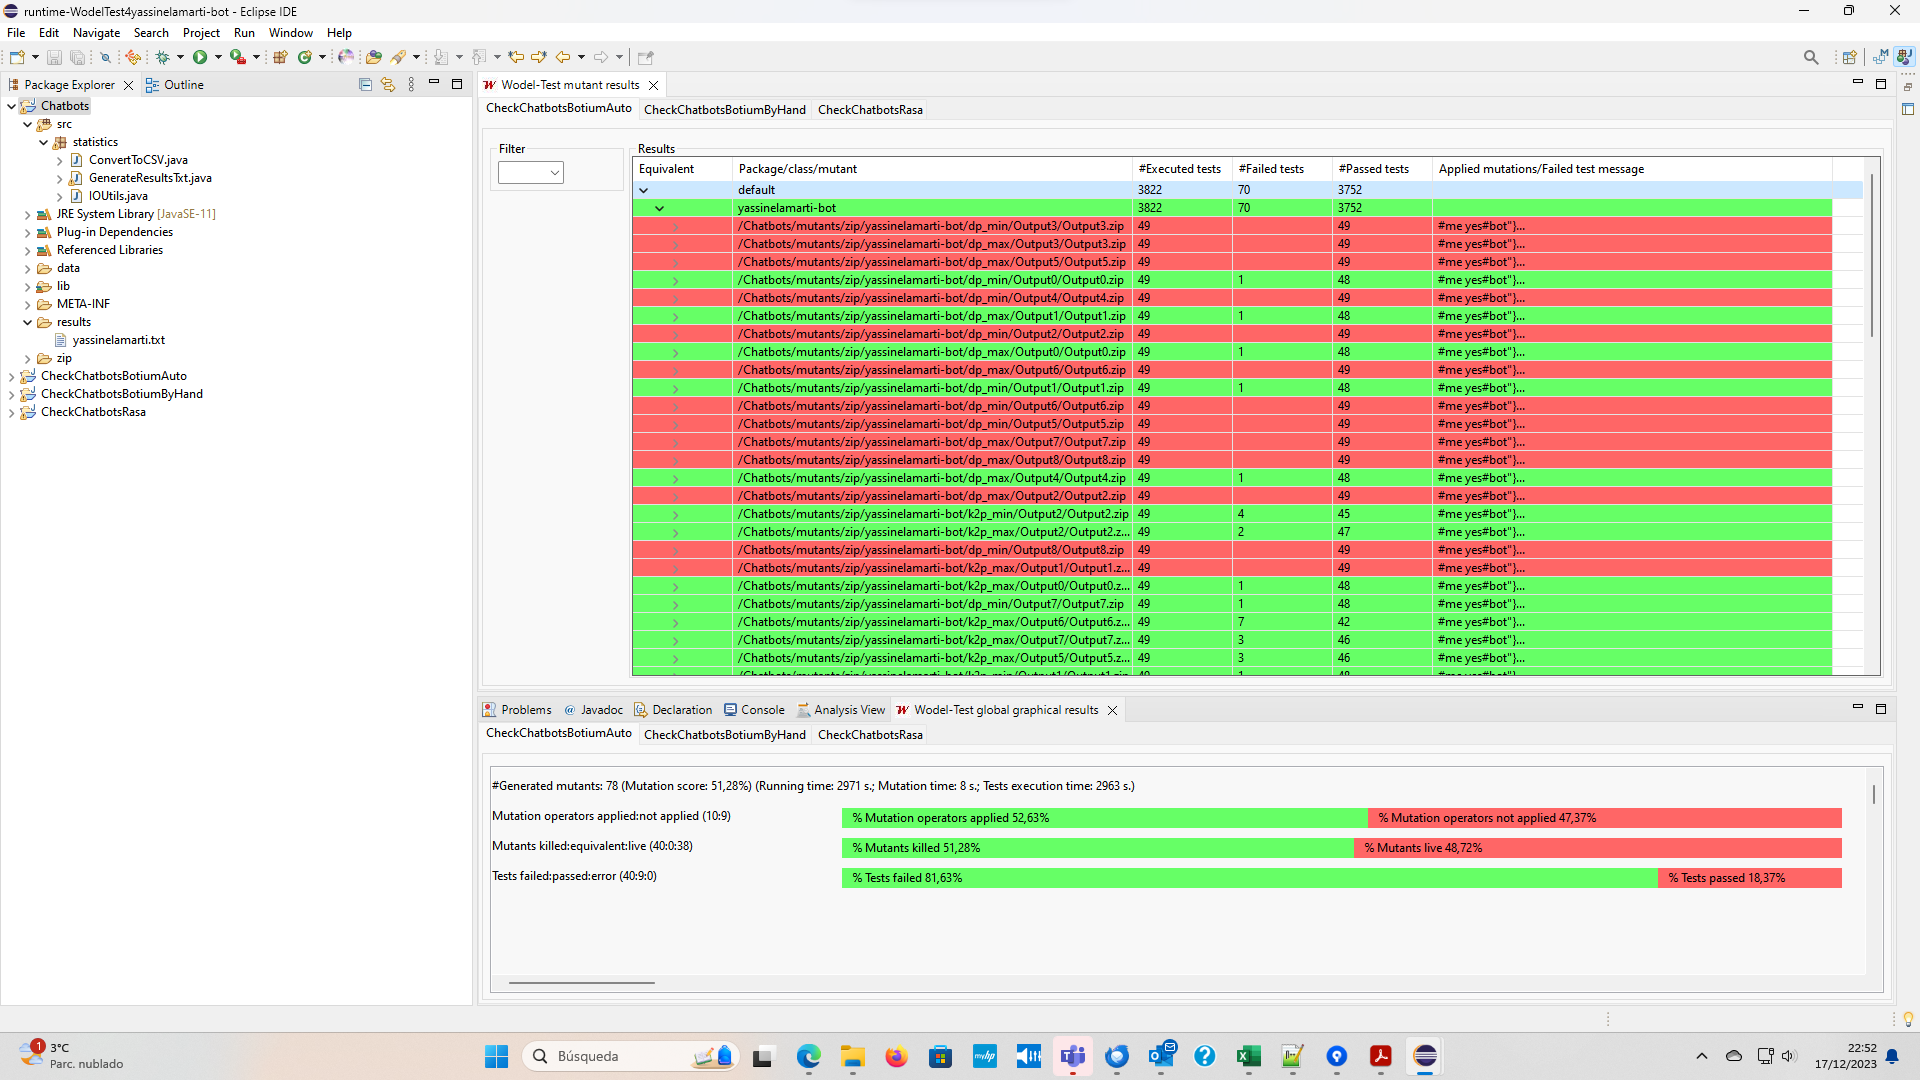 runtime-WodelTest4yassinelamarti-bot - Eclipse IDE
File Edit Navigate Search Project Run Window Help
Package Explorer Outline
Chatbots
src
statistics
ConvertToCSV.java
GenerateResultsTxt.java
IOUtils.java
JRE System Library [JavaSE-11]
Plug-in Dependencies
Referenced Libraries
data
lib
META-INF
results
yassinelamarti.txt
zip
CheckChatbotsBotiumAuto
CheckChatbotsBotiumByHand
CheckChatbotsRasa
Wodel-Test mutant results
CheckChatbotsBotiumAuto CheckChatbotsBotiumByHand CheckChatbotsRasa
Filter
Results
Equivalent Package/class/mutant #Executed tests #Failed tests #Passed tests Applied mutations/Failed test message
default 3822 70 3752
yassinelamarti-bot 3822 70 3752
/Chatbots/mutants/zip/yassinelamarti-bot/dp_min/Output3/Output3.zip 49 49 #me yes#bot"}...
/Chatbots/mutants/zip/yassinelamarti-bot/dp_max/Output3/Output3.zip 49 49 #me yes#bot"}...
/Chatbots/mutants/zip/yassinelamarti-bot/dp_max/Output5/Output5.zip 49 49 #me yes#bot"}...
/Chatbots/mutants/zip/yassinelamarti-bot/dp_min/Output0/Output0.zip 49 1 48 #me yes#bot"}...
/Chatbots/mutants/zip/yassinelamarti-bot/dp_min/Output4/Output4.zip 49 49 #me yes#bot"}...
/Chatbots/mutants/zip/yassinelamarti-bot/dp_max/Output1/Output1.zip 49 1 48 #me yes#bot"}...
/Chatbots/mutants/zip/yassinelamarti-bot/dp_min/Output2/Output2.zip 49 49 #me yes#bot"}...
/Chatbots/mutants/zip/yassinelamarti-bot/dp_max/Output0/Output0.zip 49 1 48 #me yes#bot"}...
/Chatbots/mutants/zip/yassinelamarti-bot/dp_max/Output6/Output6.zip 49 49 #me yes#bot"}...
/Chatbots/mutants/zip/yassinelamarti-bot/dp_min/Output1/Output1.zip 49 1 48 #me yes#bot"}...
/Chatbots/mutants/zip/yassinelamarti-bot/dp_min/Output6/Output6.zip 49 49 #me yes#bot"}...
/Chatbots/mutants/zip/yassinelamarti-bot/dp_min/Output5/Output5.zip 49 49 #me yes#bot"}...
/Chatbots/mutants/zip/yassinelamarti-bot/dp_max/Output7/Output7.zip 49 49 #me yes#bot"}...
/Chatbots/mutants/zip/yassinelamarti-bot/dp_max/Output8/Output8.zip 49 49 #me yes#bot"}...
/Chatbots/mutants/zip/yassinelamarti-bot/dp_max/Output4/Output4.zip 49 1 48 #me yes#bot"}...
/Chatbots/mutants/zip/yassinelamarti-bot/dp_max/Output2/Output2.zip 49 49 #me yes#bot"}...
/Chatbots/mutants/zip/yassinelamarti-bot/k2p_min/Output2/Output2.zip 49 4 45 #me yes#bot"}...
/Chatbots/mutants/zip/yassinelamarti-bot/k2p_max/Output2/Output2.z... 49 2 47 #me yes#bot"}...
/Chatbots/mutants/zip/yassinelamarti-bot/dp_min/Output8/Output8.zip 49 49 #me yes#bot"}...
/Chatbots/mutants/zip/yassinelamarti-bot/k2p_max/Output1/Output1.z... 49 49 #me yes#bot"}...
/Chatbots/mutants/zip/yassinelamarti-bot/k2p_max/Output0/Output0.z... 49 1 48 #me yes#bot"}...
/Chatbots/mutants/zip/yassinelamarti-bot/dp_min/Output7/Output7.zip 49 1 48 #me yes#bot"}...
/Chatbots/mutants/zip/yassinelamarti-bot/k2p_max/Output6/Output6.z... 49 7 42 #me yes#bot"}...
/Chatbots/mutants/zip/yassinelamarti-bot/k2p_max/Output7/Output7.z... 49 3 46 #me yes#bot"}...
/Chatbots/mutants/zip/yassinelamarti-bot/k2p_max/Output5/Output5.z... 49 3 46 #me yes#bot"}...
Problems Javadoc Declaration Console Analysis View Wodel-Test global graphical results
CheckChatbotsBotiumAuto CheckChatbotsBotiumByHand CheckChatbotsRasa
#Generated mutants: 78 (Mutation score: 51,28%) (Running time: 2971 s.; Mutation time: 8 s.; Tests execution time: 2963 s.)
Mutation operators applied:not applied (10:9) % Mutation operators applied 52,63% % Mutation operators not applied 47,37%
Mutants killed:equivalent:live (40:0:38) % Mutants killed 51,28% % Mutants live 48,72%
Tests failed:passed:error (40:9:0) % Tests failed 81,63% % Tests passed 18,37%
1
3°C
Parc. nublado
Búsqueda
myhp
22:52
17/12/2023